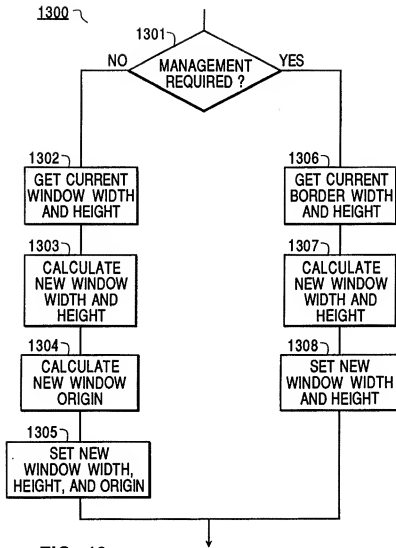 1300
1301
NO
MANAGEMENT
REQUIRED ?
YES
1302
GET CURRENT
WINDOW WIDTH
AND HEIGHT
1303
CALCULATE
NEW WINDOW
WIDTH AND
HEIGHT
1304
CALCULATE
NEW WINDOW
ORIGIN
1305
SET NEW
WINDOW WIDTH,
HEIGHT, AND ORIGIN
1306
GET CURRENT
BORDER WIDTH
AND HEIGHT
1307
CALCULATE
NEW WINDOW
WIDTH AND
HEIGHT
1308
SET NEW
WINDOW WIDTH
AND HEIGHT